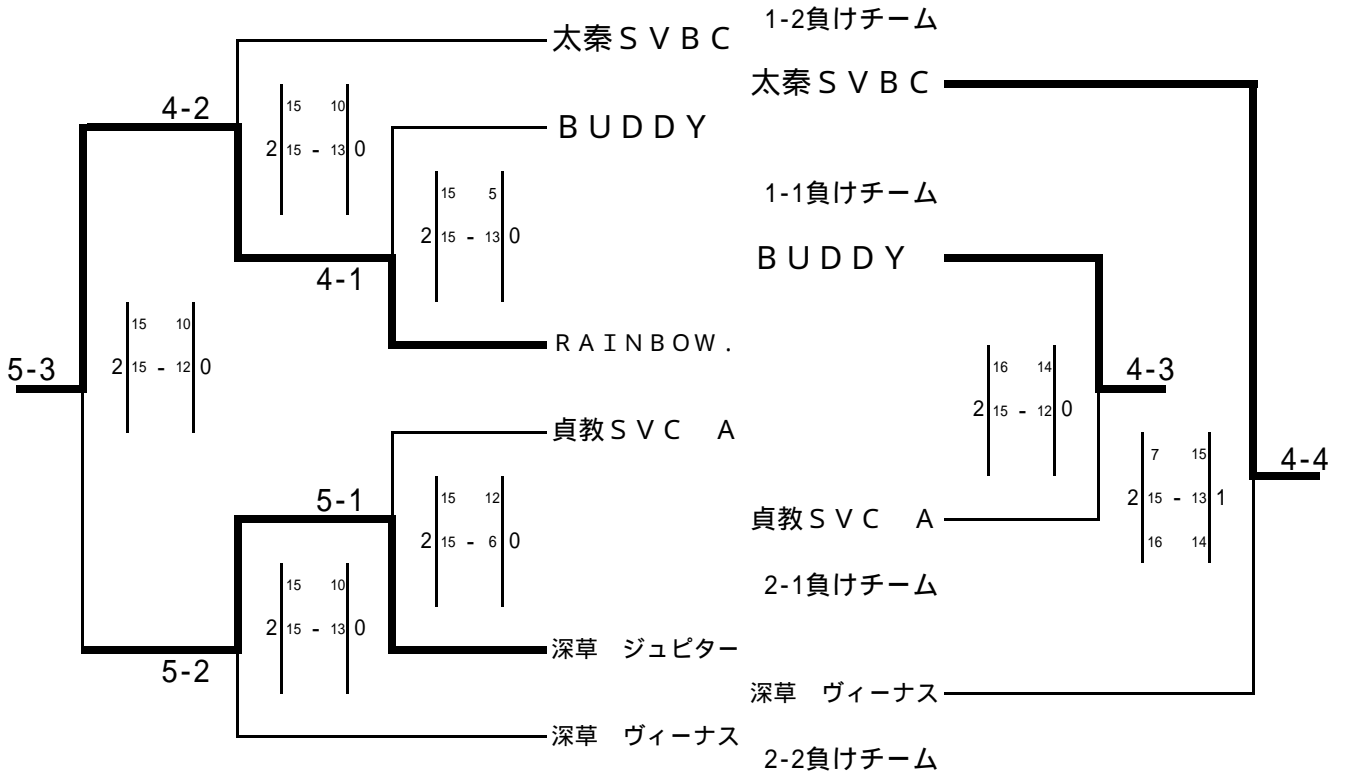 太秦ＳＶＢＣ
4-2
15 10
2 15 - 13 0
ＢＵＤＤＹ
15 5
2 15 - 13 0
4-1
ＲＡＩＮＢＯＷ．
15 10
2 15 - 12 0
5-3
貞教ＳＶＣ　Ａ
5-1
15 12
2 15 - 6 0
15 10
2 15 - 13 0
深草　ジュピター
5-2
深草　ヴィーナス
1-2負けチーム
太秦ＳＶＢＣ
1-1負けチーム
ＢＵＤＤＹ
16 14
2 15 - 12 0
4-3
7 15
2 15 - 13 1
16 14
4-4
貞教ＳＶＣ　Ａ
2-1負けチーム
深草　ヴィーナス
2-2負けチーム